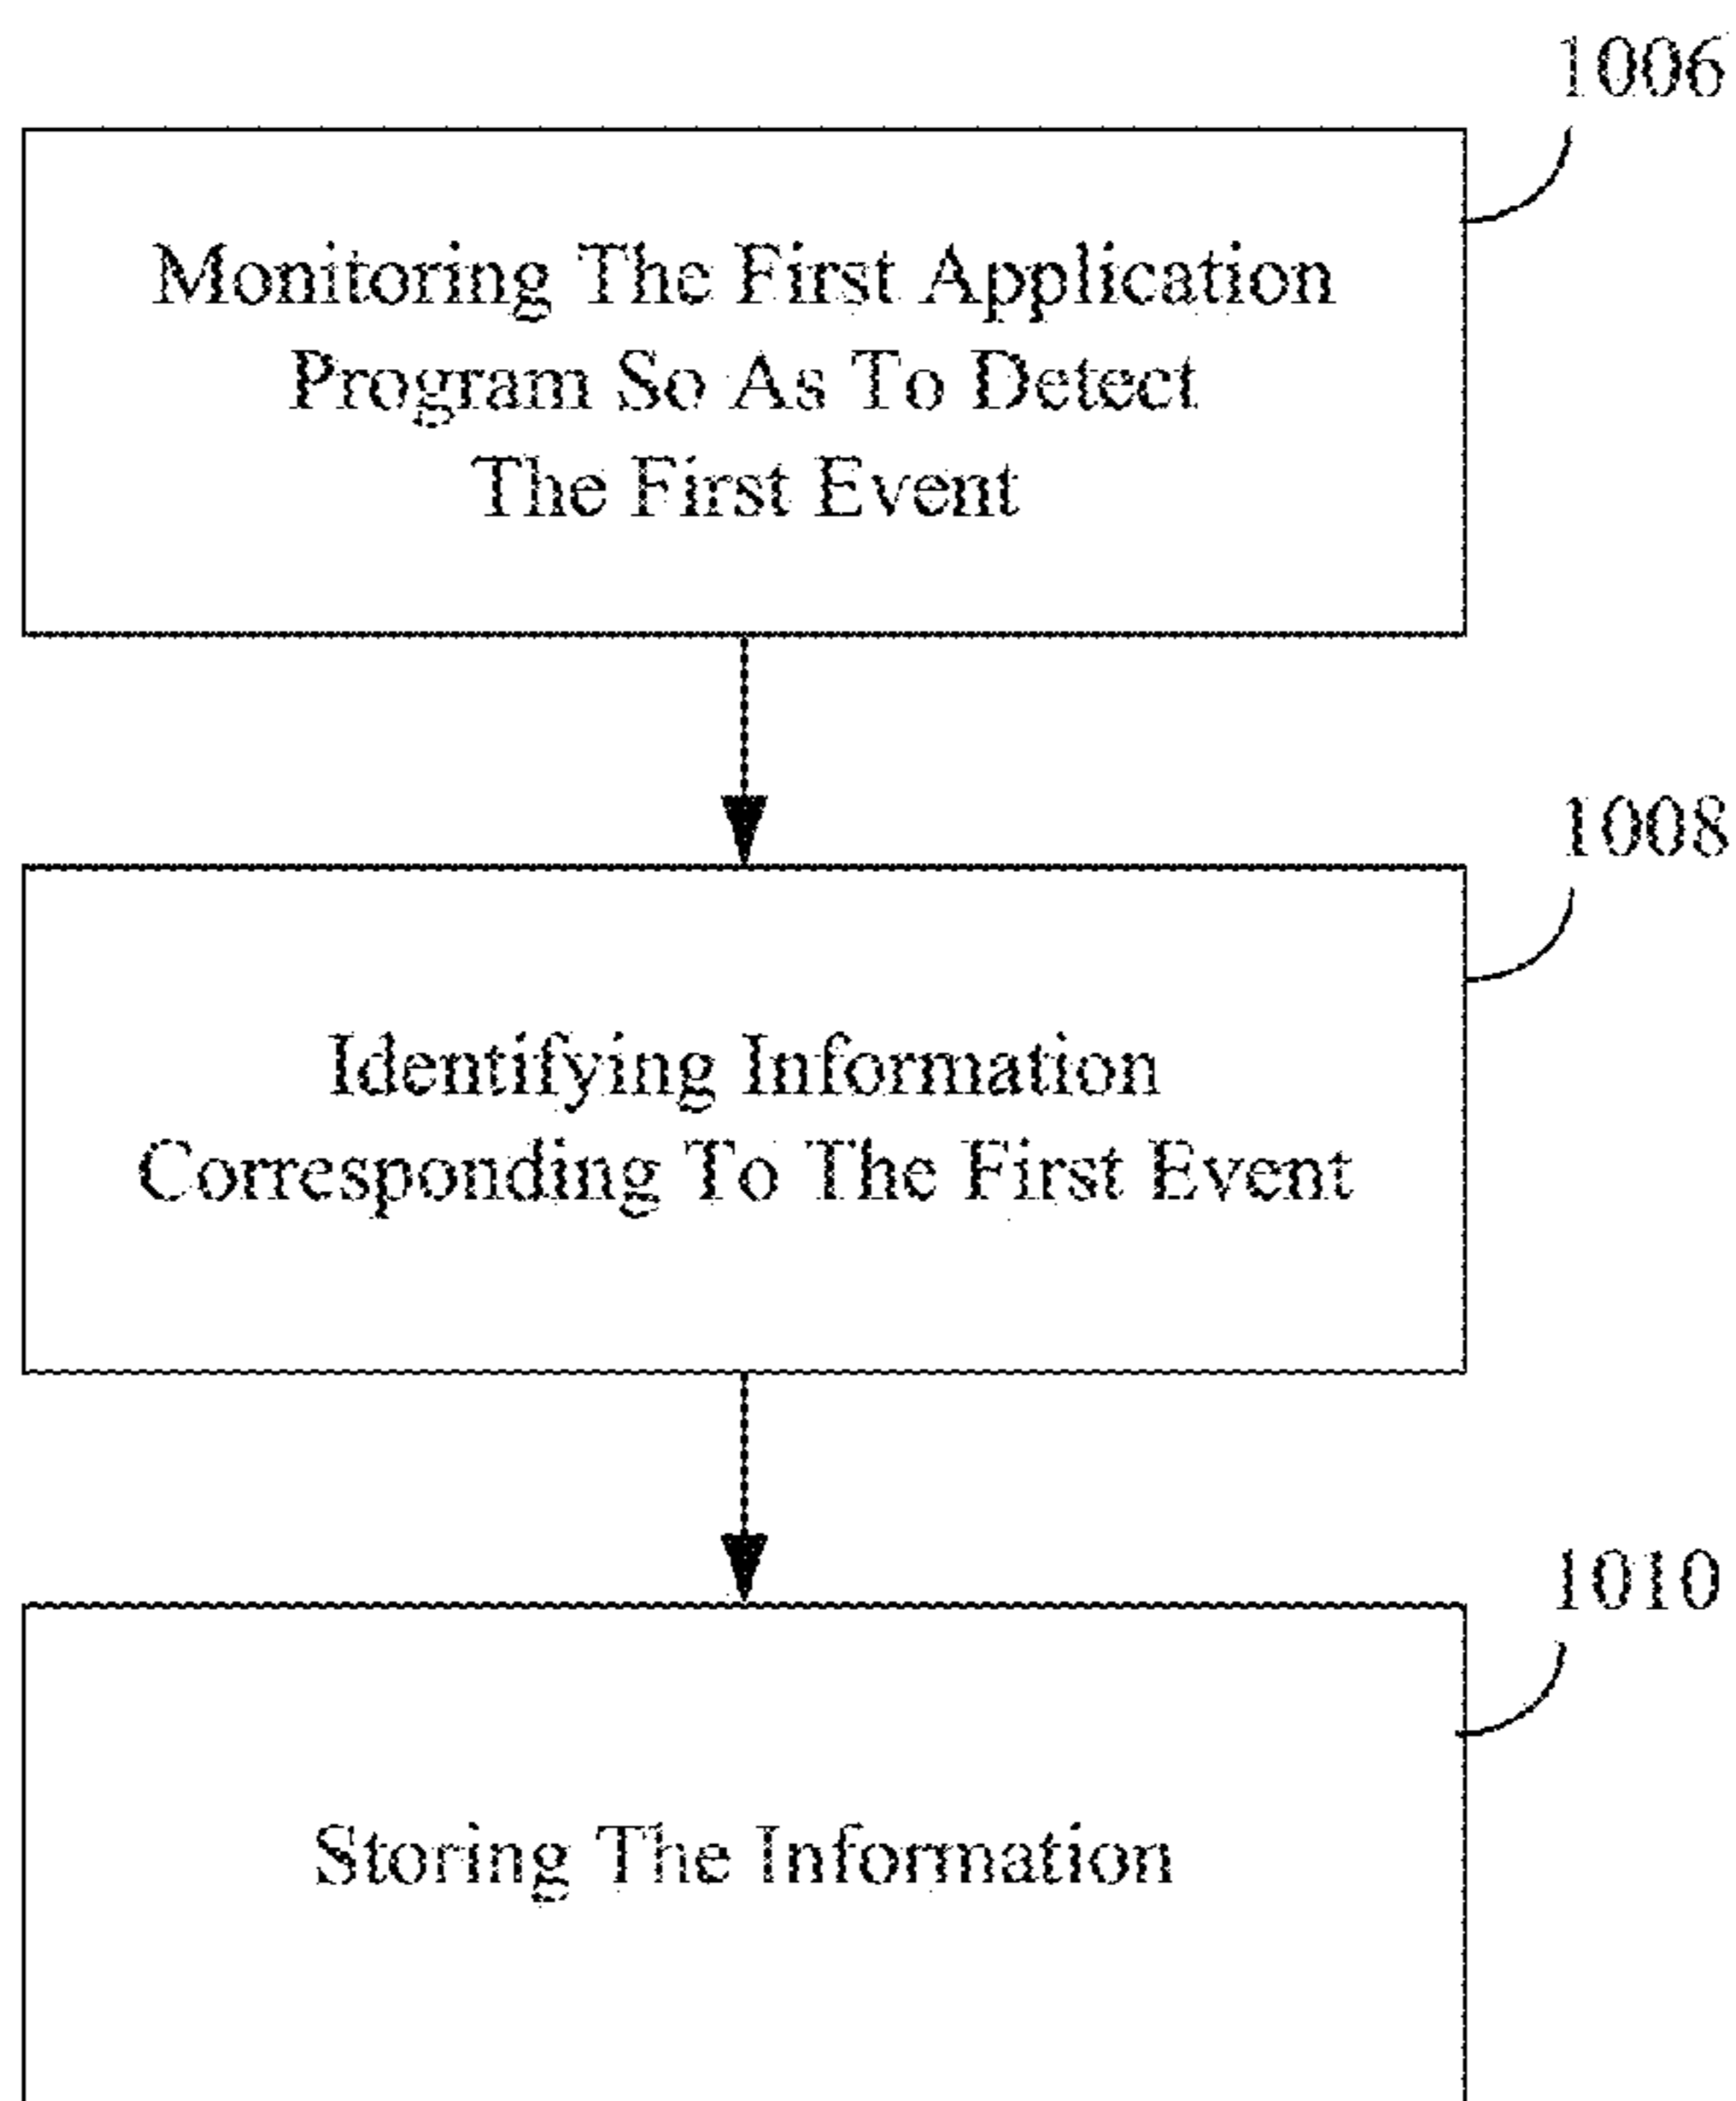 1006
Monitoring The First Application
Program So As To Detect
The First Event
1008
Identifying Information
Corresponding To The First Event
1010
Storing The Information